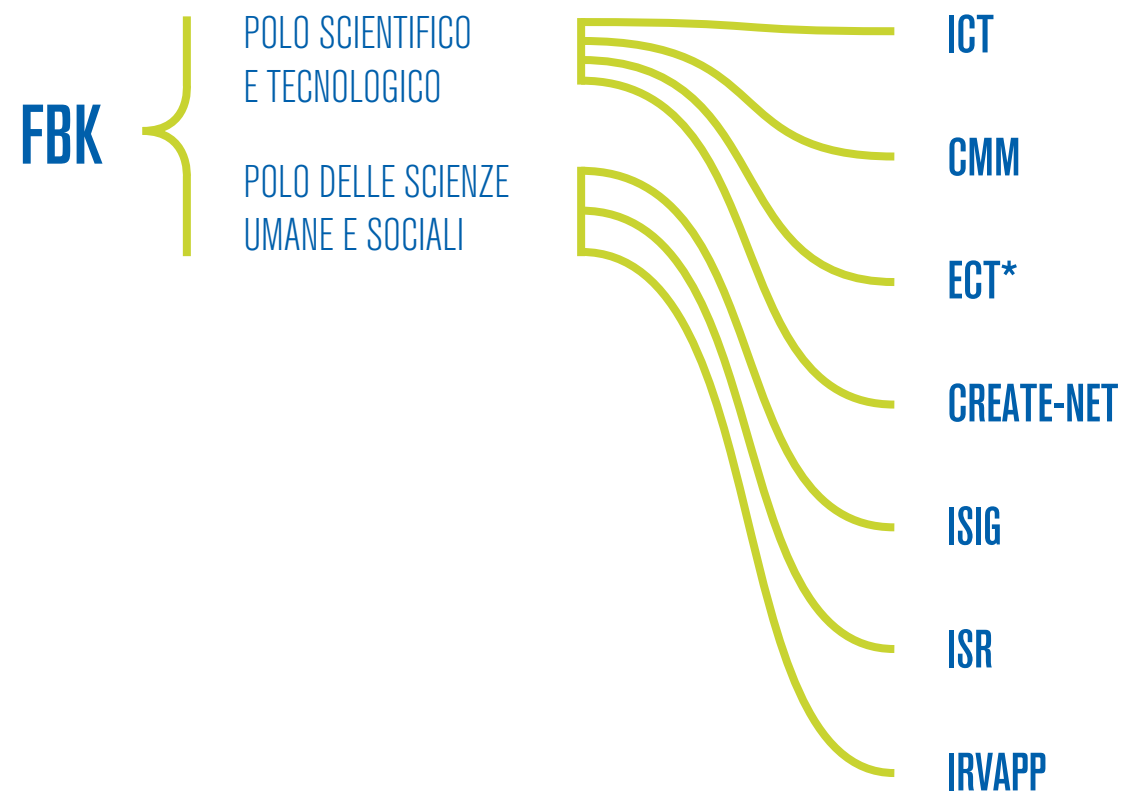 FBK
POLO SCIENTIFICO
E TECNOLOGICO
POLO DELLE SCIENZE
UMANE E SOCIALI
ICT
CMM
ECT*
CREATE-NET
ISIG
ISR
IRVAPP